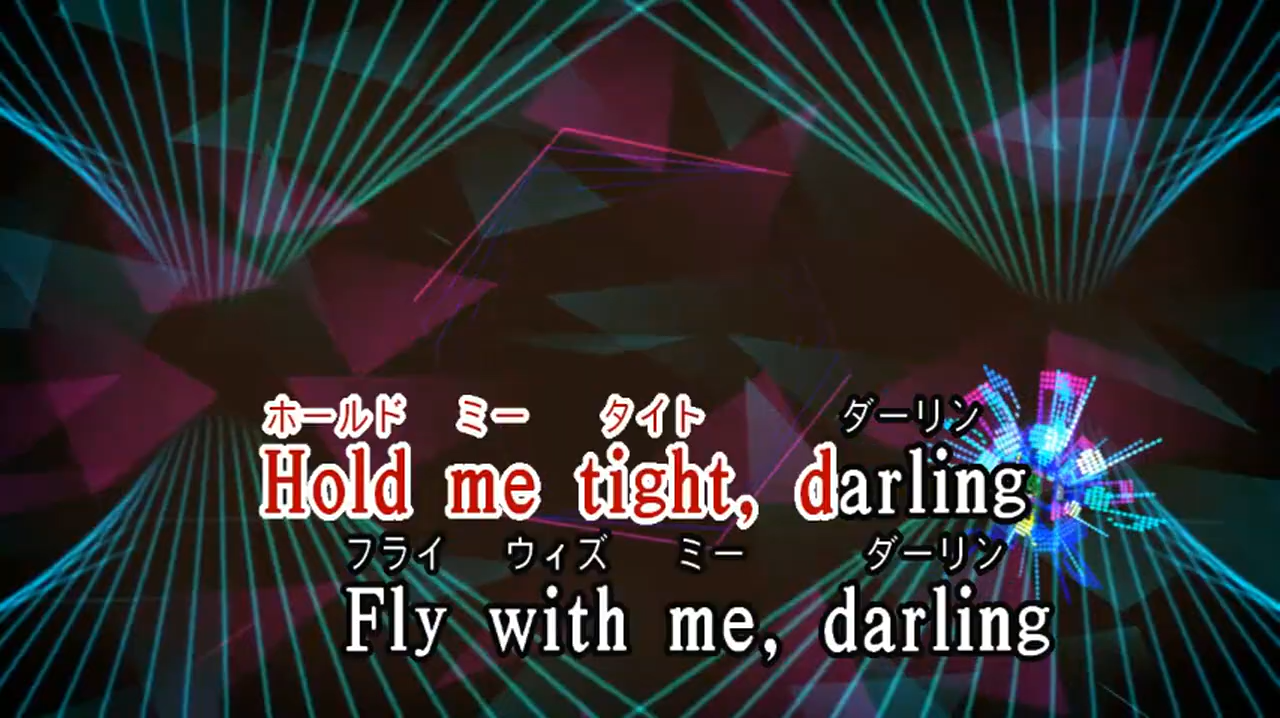 ホールド ミー タイト ダーリン
Hold me tight, darling
フライ ウィズ ミー ダーリン
Fly with me, darling